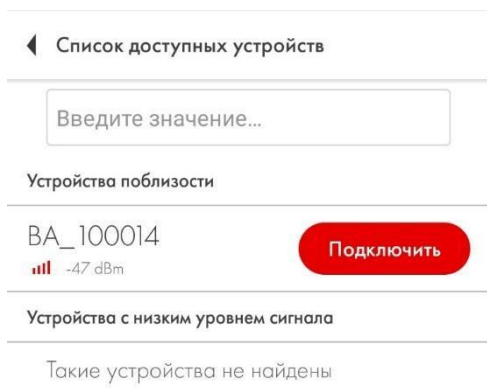 Список доступных устройств
Введите значение...
Устройства поблизости
BA_100014
Подключить
-47 dBm
Устройства с низким уровнем сигнала
Такие устройства не найдены